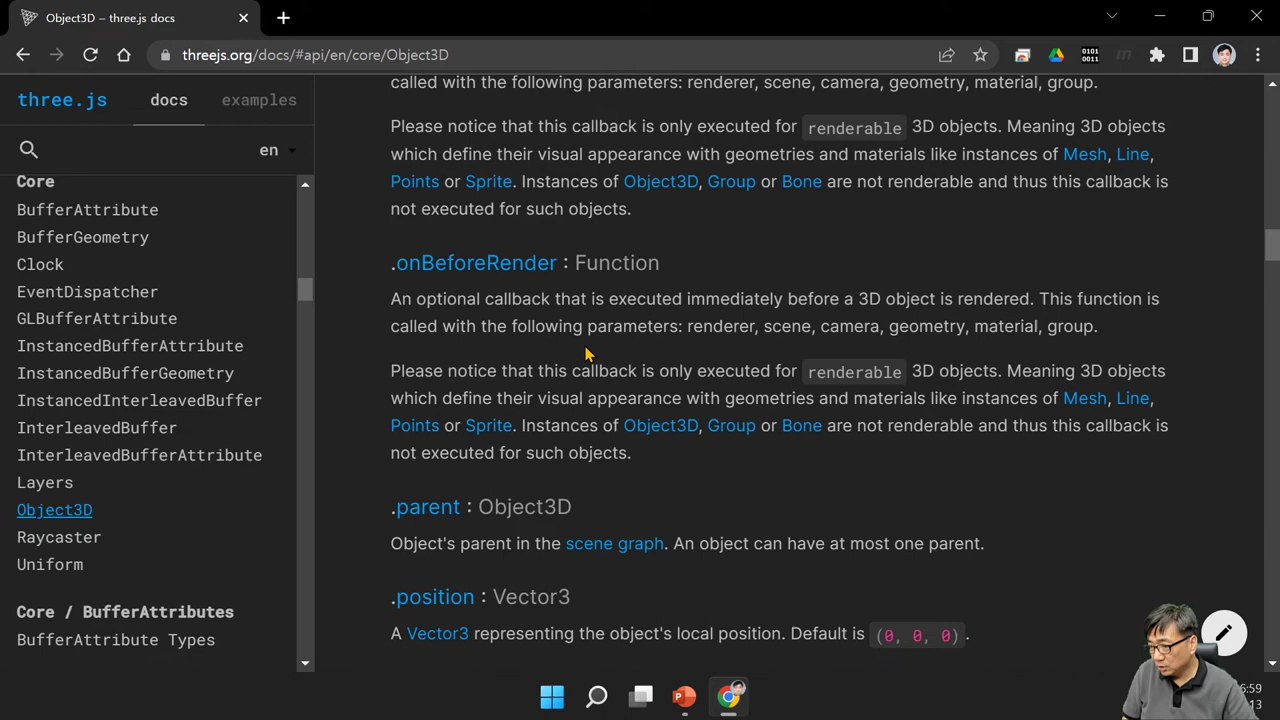 Object3D – three.js docs
threejs.org/docs/#api/en/core/Object3D
three.js docs examples
en
Core
BufferAttribute
BufferGeometry
Clock
EventDispatcher
GLBufferAttribute
InstancedBufferAttribute
InstancedBufferGeometry
InstancedInterleavedBuffer
InterleavedBuffer
InterleavedBufferAttribute
Layers
Object3D
Raycaster
Uniform
Core / BufferAttributes
BufferAttribute Types
called with the following parameters: renderer, scene, camera, geometry, material, group.
Please notice that this callback is only executed for renderable 3D objects. Meaning 3D objects
which define their visual appearance with geometries and materials like instances of Mesh, Line,
Points or Sprite. Instances of Object3D, Group or Bone are not renderable and thus this callback is
not executed for such objects.
.onBeforeRender : Function
An optional callback that is executed immediately before a 3D object is rendered. This function is
called with the following parameters: renderer, scene, camera, geometry, material, group.
Please notice that this callback is only executed for renderable 3D objects. Meaning 3D objects
which define their visual appearance with geometries and materials like instances of Mesh, Line,
Points or Sprite. Instances of Object3D, Group or Bone are not renderable and thus this callback is
not executed for such objects.
.parent : Object3D
Object's parent in the scene graph. An object can have at most one parent.
.position : Vector3
A Vector3 representing the object's local position. Default is (0, 0, 0) .
0101
0011
m
:59
13